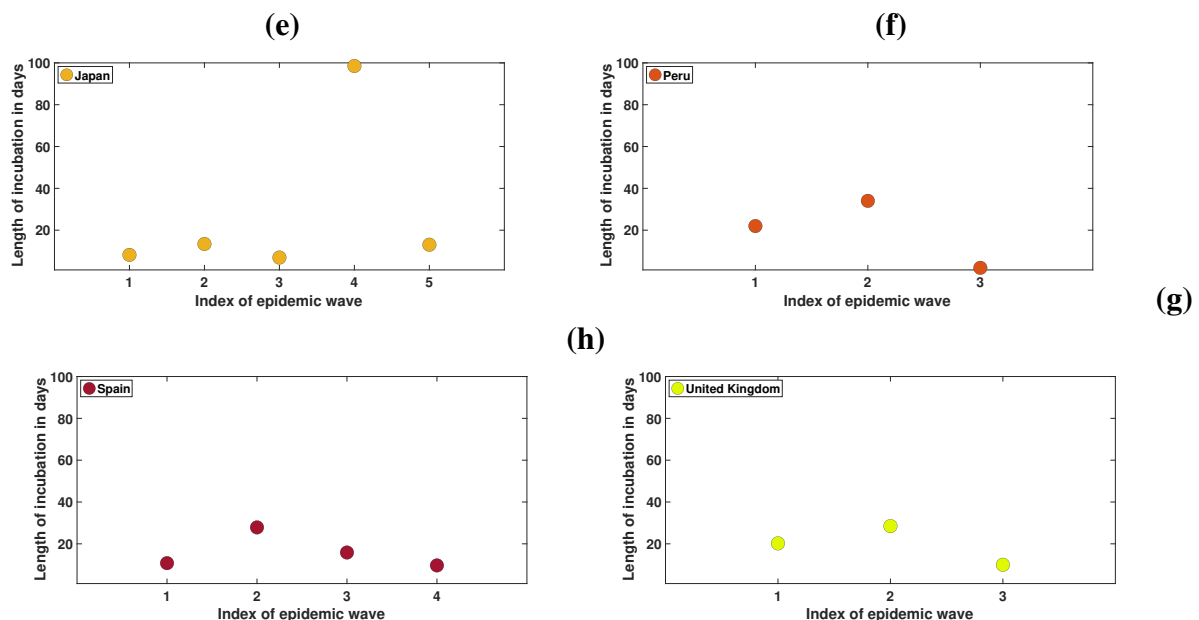 (e)
Length of incubation in days
100
80
60
40
20
Japan
1 2 3 4 5
Index of epidemic wave
(f)
Length of incubation in days
100
80
60
40
20
Peru
1 2 3
Index of epidemic wave
(g)
(h)
Length of incubation in days
100
80
60
40
20
Spain
1 2 3 4
Index of epidemic wave
Length of incubation in days
100
80
60
40
20
United Kingdom
1 2 3
Index of epidemic wave